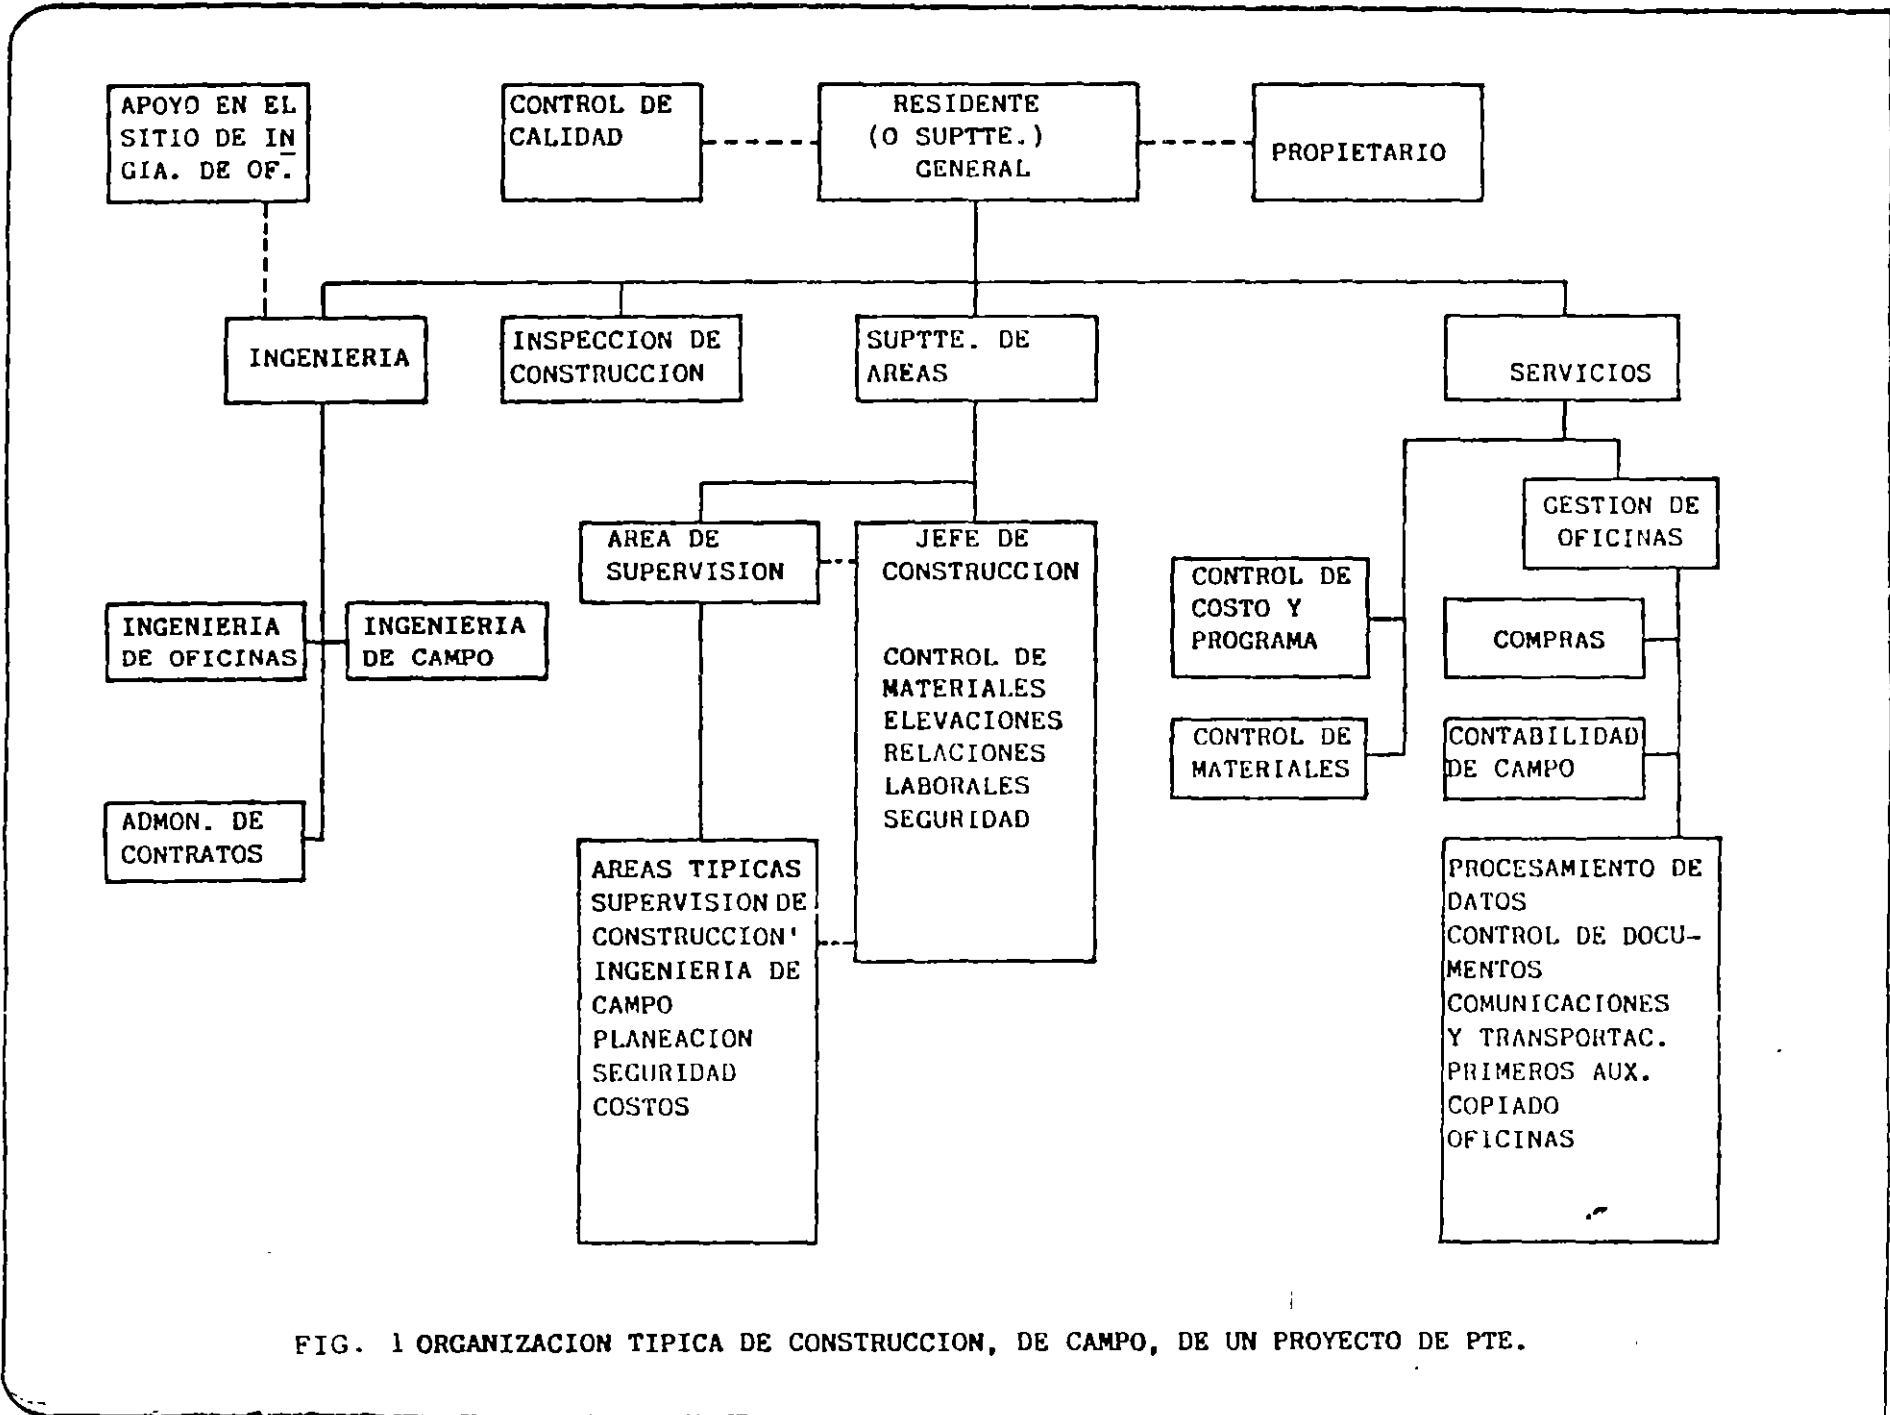 APOYO EN EL
SITIO DE IN
GIA. DE OF.
CONTROL DE
CALIDAD
RESIDENTE
(O SUPTTE.)
GENERAL
PROPIETARIO
INGENIERIA
INSPECCION DE
CONSTRUCCION
SUPTTE. DE
AREAS
SERVICIOS
AREA DE
SUPERVISION
JEFE DE
CONSTRUCCION
CONTROL DE
MATERIALES
ELEVACIONES
RELACIONES
LABORALES
SEGURIDAD
GESTION DE
OFICINAS
CONTROL DE
COSTO Y
PROGRAMA
COMPRAS
INGENIERIA
DE OFICINAS
INGENIERIA
DE CAMPO
CONTROL DE
MATERIALES
CONTABILIDAD
DE CAMPO
ADMON. DE
CONTRATOS
AREAS TIPICAS
SUPERVISION DE
CONSTRUCCION'
INGENIERIA DE
CAMPO
PLANEACION
SEGURIDAD
COSTOS
PROCESAMIENTO DE
DATOS
CONTROL DE DOCU-
MENTOS
COMUNICACIONES
Y TRANSPORTAC.
PRIMEROS AUX.
COPIADO
OFICINAS
FIG. 1 ORGANIZACION TIPICA DE CONSTRUCCION, DE CAMPO, DE UN PROYECTO DE PTE.